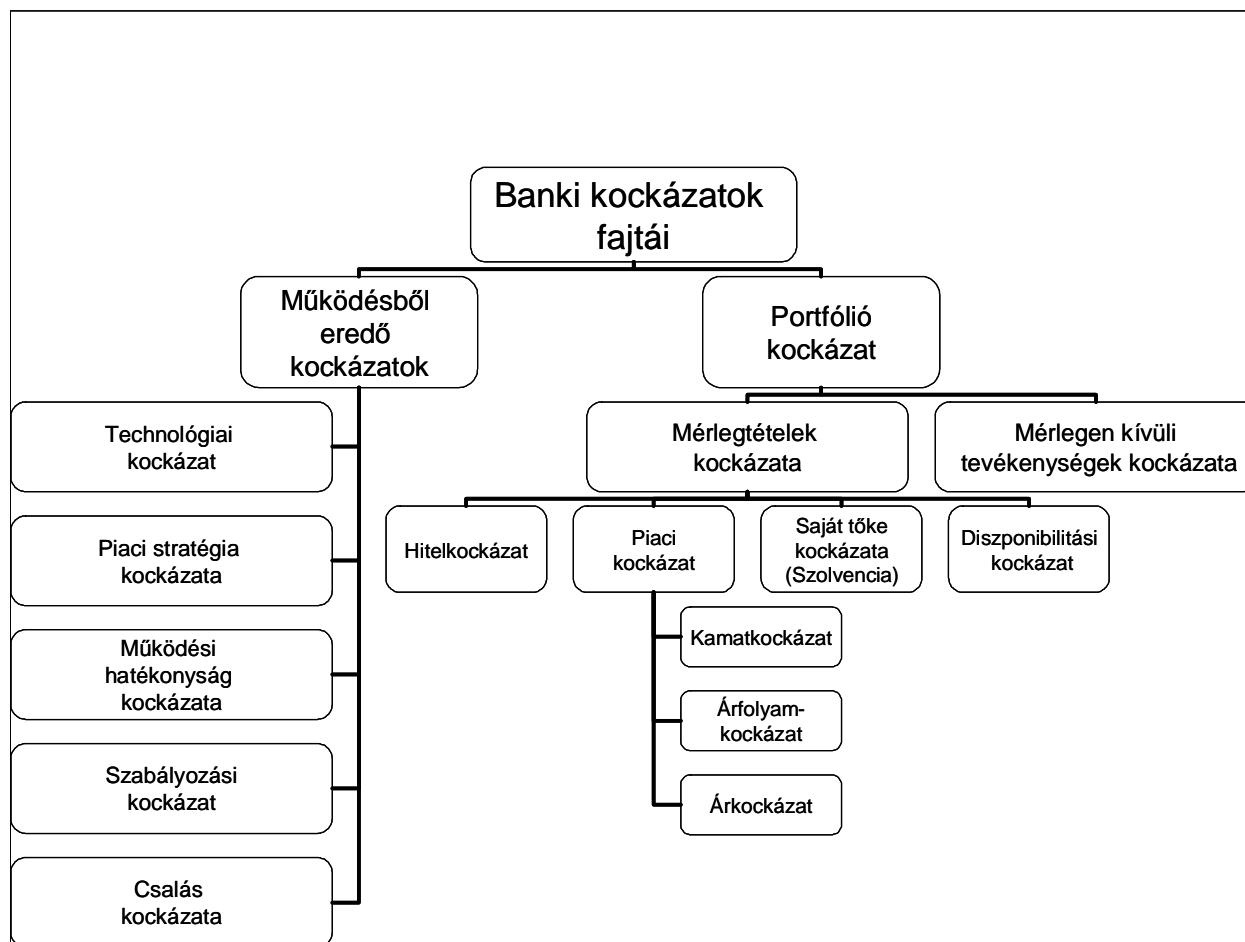 Banki kockázatok
fajtái
Működésből
eredő
kockázatok
Portfólió
kockázat
Technológiai
kockázat
Piaci stratégia
kockázata
Működési
hatékonyság
kockázata
Szabályozási
kockázat
Csalás
kockázata
Mérlegtételek
kockázata
Mérlegen kívüli
tevékenységek kockázata
Hitelkockázat
Piaci
kockázat
Saját tőke
kockázata
(Szolvencia)
Diszponibilitási
kockázat
Kamatkockázat
Árfolyam-
kockázat
Árkockázat